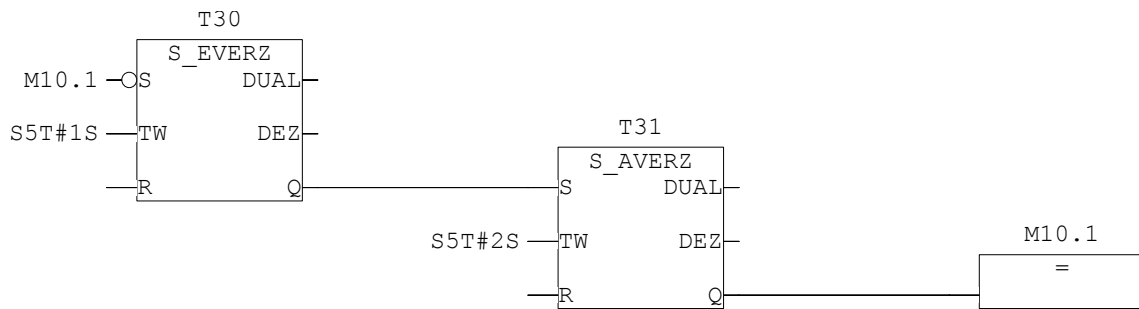 T30
S_EVERZ
M10.1 S DUAL
S5T#1S TW DEZ
R Q
T31
S_AVERZ
S DUAL
S5T#2S TW DEZ
R Q
M10.1
=